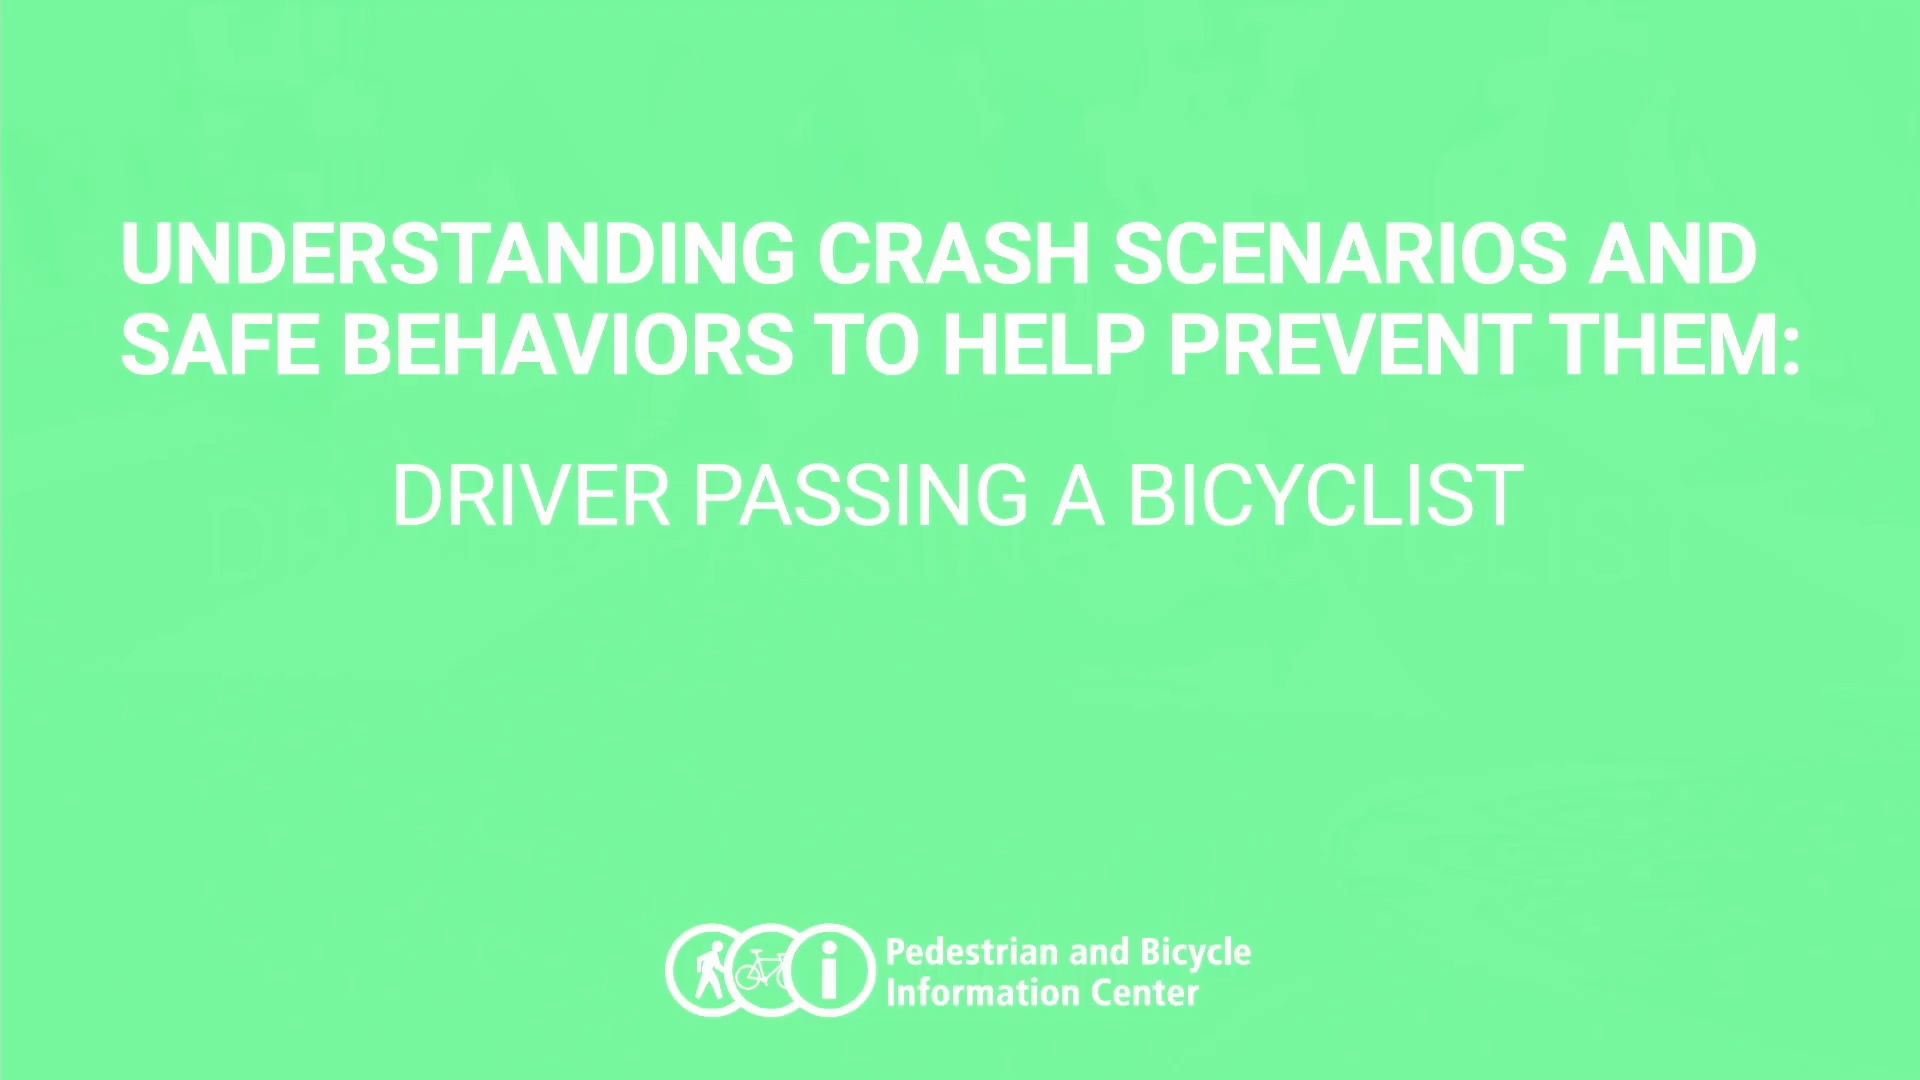 UNDERSTANDING CRASH SCENARIOS AND
SAFE BEHAVIORS TO HELP PREVENT THEM:
DRIVER PASSING A BICYCLIST
Pedestrian and Bicycle
Information Center